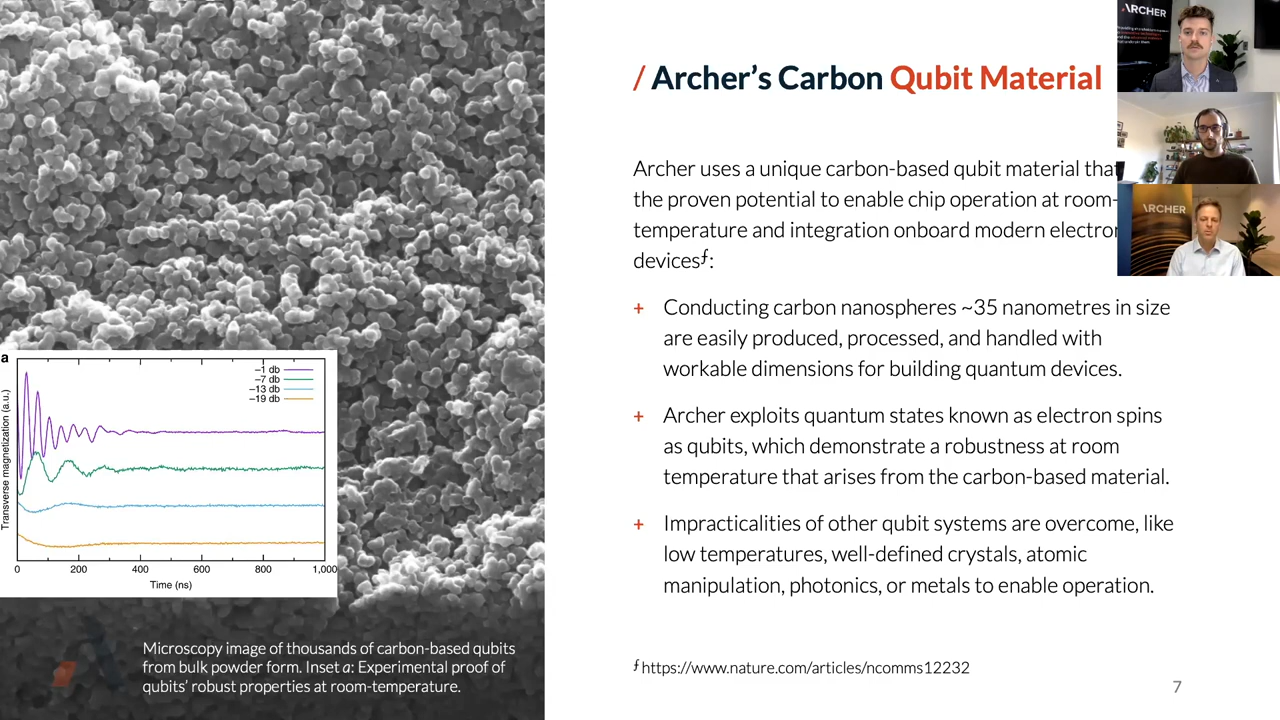 / Archer's Carbon Qubit Material
Archer uses a unique carbon-based qubit material that
the proven potential to enable chip operation at room-
temperature and integration onboard modern electron
devicesƒ:
+ Conducting carbon nanospheres ~35 nanometres in size
are easily produced, processed, and handled with
workable dimensions for building quantum devices.
+ Archer exploits quantum states known as electron spins
as qubits, which demonstrate a robustness at room
temperature that arises from the carbon-based material.
+ Impracticalities of other qubit systems are overcome, like
low temperatures, well-defined crystals, atomic
manipulation, photonics, or metals to enable operation.
ƒ https://www.nature.com/articles/ncomms12232
7
a
−1 db
−7 db
−13 db
−19 db
Transverse magnetization (a.u.)
0 200 400 600 800 1,000
Time (ns)
Microscopy image of thousands of carbon-based qubits
from bulk powder form. Inset a: Experimental proof of
qubits' robust properties at room-temperature.
ARCHER
ARCHER